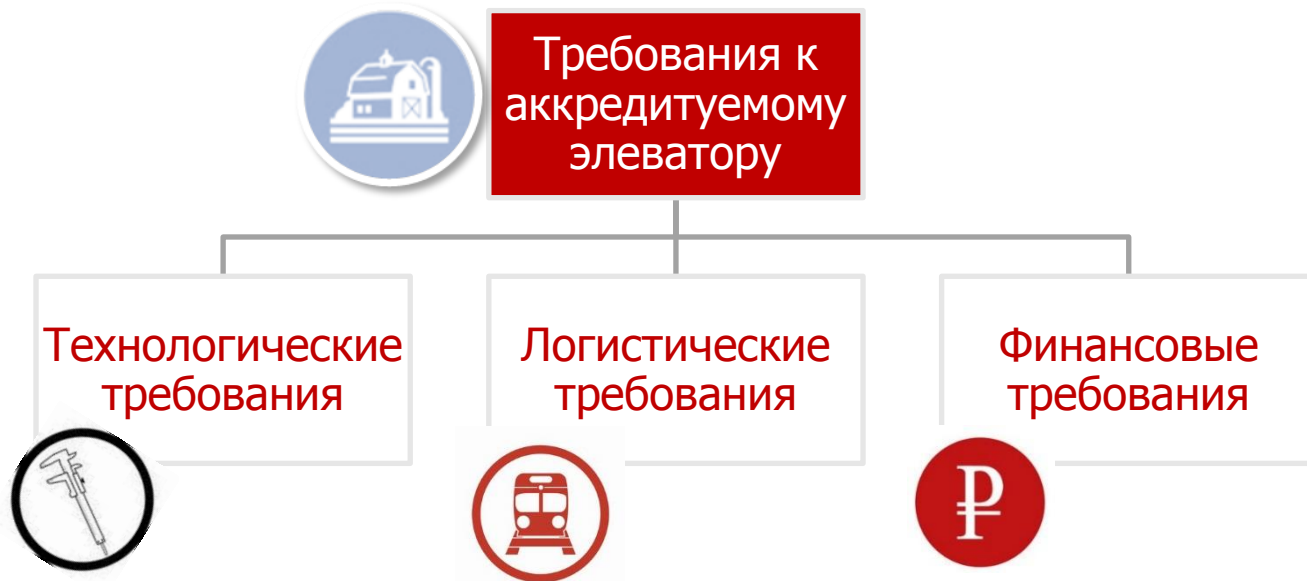 Требования к
аккредитуемому
элеватору
Технологические
требования
Логистические
требования
Финансовые
требования